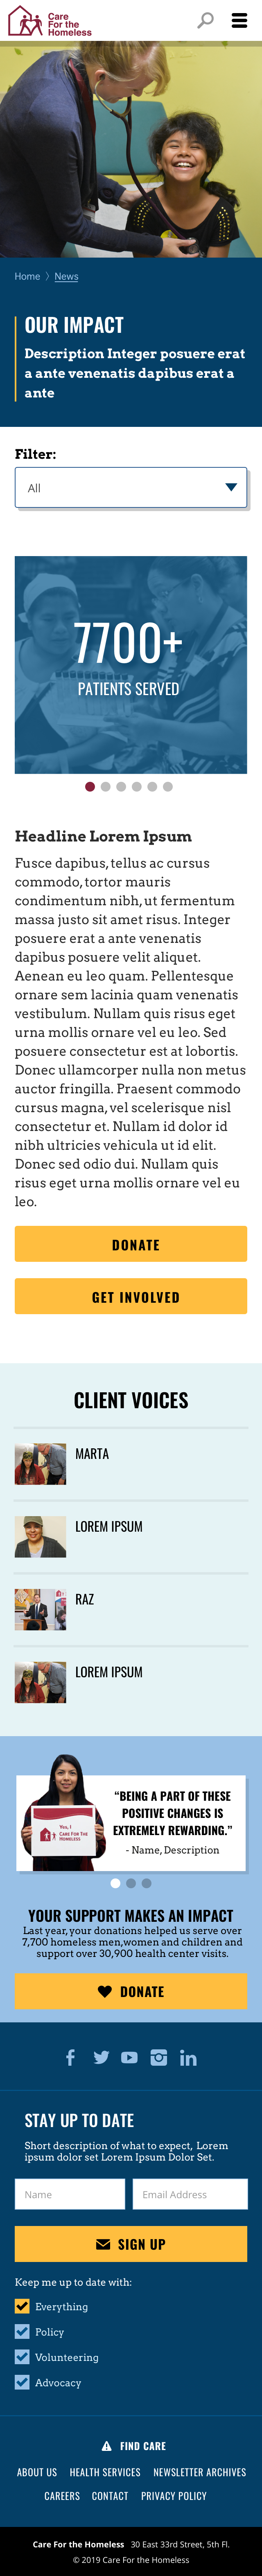 Care
For the
Homeless
Home > News
OUR IMPACT
Description Integer posuere erat
a ante venenatis dapibus erat a
ante
Filter:
All
7700+
PATIENTS SERVED
Headline Lorem Ipsum
Fusce dapibus, tellus ac cursus
commodo, tortor mauris
condimentum nibh, ut fermentum
massa justo sit amet risus. Integer
posuere erat a ante venenatis
dapibus posuere velit aliquet.
Aenean eu leo quam. Pellentesque
ornare sem lacinia quam venenatis
vestibulum. Nullam quis risus eget
urna mollis ornare vel eu leo. Sed
posuere consectetur est at lobortis.
Donec ullamcorper nulla non metus
auctor fringilla. Praesent commodo
cursus magna, vel scelerisque nisl
consectetur et. Nullam id dolor id
nibh ultricies vehicula ut id elit.
Donec sed odio dui. Nullam quis
risus eget urna mollis ornare vel eu
leo.
DONATE
GET INVOLVED
CLIENT VOICES
MARTA
LOREM IPSUM
RAZ
LOREM IPSUM
Yes, I
CARE FOR THE
HOMELESS
“BEING A PART OF THESE
POSITIVE CHANGES IS
EXTREMELY REWARDING.”
- Name, Description
YOUR SUPPORT MAKES AN IMPACT
Last year, your donations helped us serve over
7,700 homeless men, women and children and
support over 30,900 health center visits.
DONATE
STAY UP TO DATE
Short description of what to expect, Lorem
ipsum dolor set Lorem Ipsum Dolor Set.
Name
Email Address
SIGN UP
Keep me up to date with:
Everything
Policy
Volunteering
Advocacy
FIND CARE
ABOUT US HEALTH SERVICES NEWSLETTER ARCHIVES
CAREERS CONTACT PRIVACY POLICY
Care for the Homeless 30 East 33rd Street, 5th Fl.
© 2019 Care For the Homeless